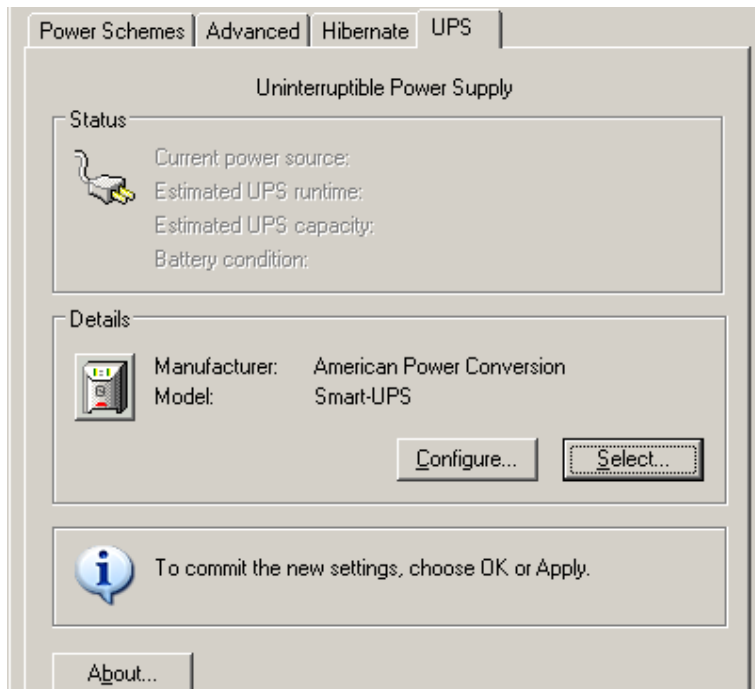 Power Schemes Advanced Hibernate UPS
Uninterruptible Power Supply
Status
Current power source:
Estimated UPS runtime:
Estimated UPS capacity:
Battery condition:
Details
Manufacturer: American Power Conversion
Model: Smart-UPS
Configure... Select...
To commit the new settings, choose OK or Apply.
About...